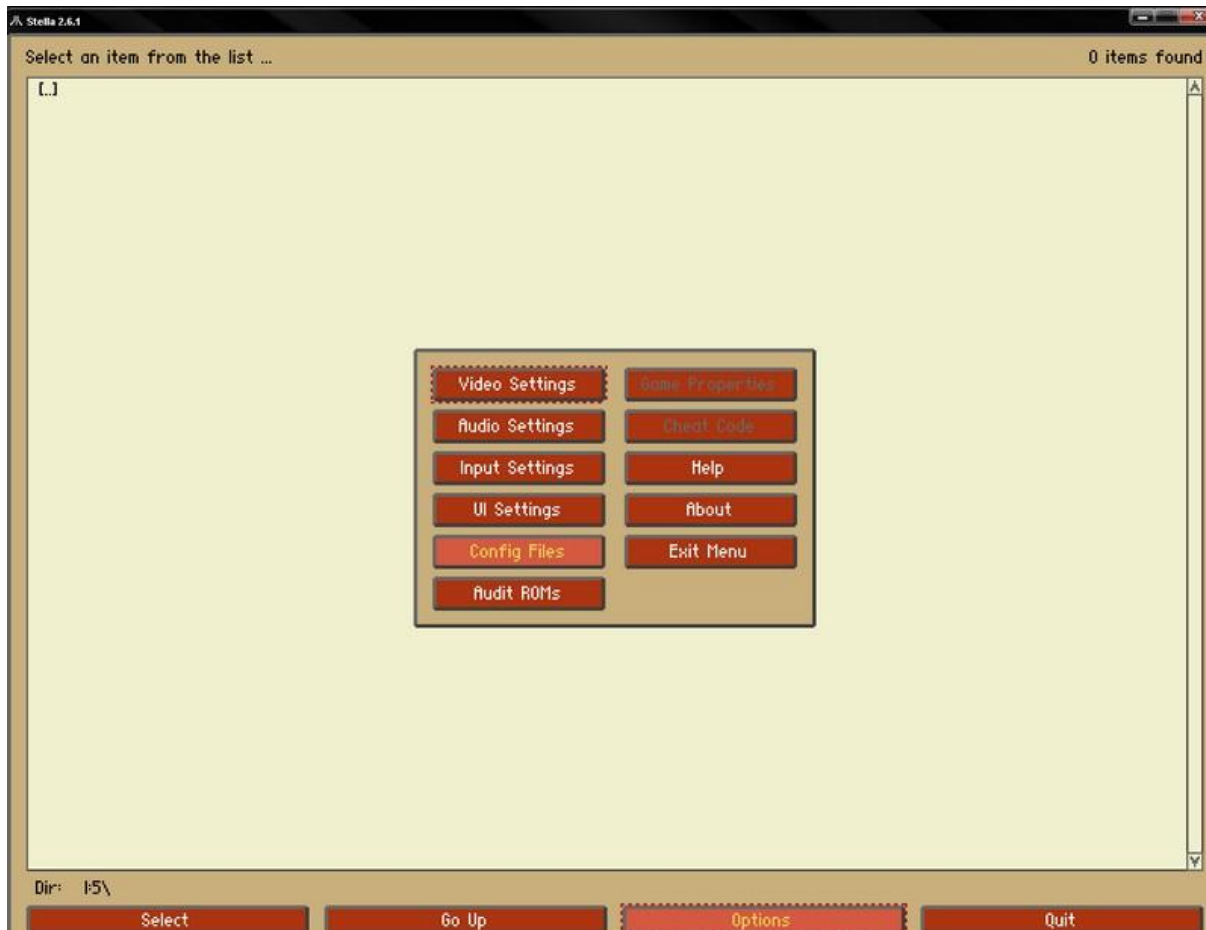 Stella 2.6.1
Select an item from the list ...
0 items found
[..]
Video Settings
Game Properties
Audio Settings
Cheat Code
Input Settings
Help
UI Settings
About
Config Files
Exit Menu
Audit ROMs
Dir: I:5\
Select
Go Up
Options
Quit